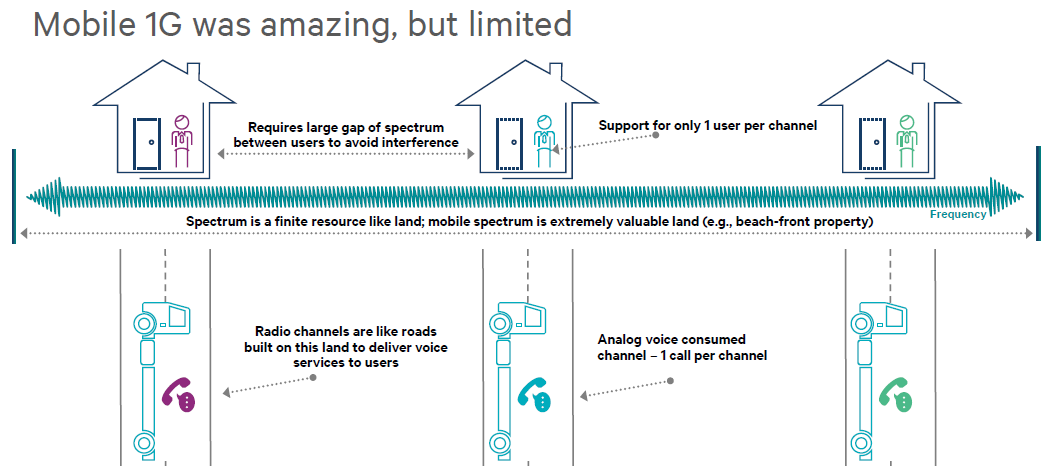 Mobile 1G was amazing, but limited
Requires large gap of spectrum
between users to avoid interference
Support for only 1 user per channel
Frequency
Spectrum is a finite resource like land; mobile spectrum is extremely valuable land (e.g., beach-front property)
Radio channels are like roads
built on this land to deliver voice
services to users
Analog voice consumed
channel – 1 call per channel